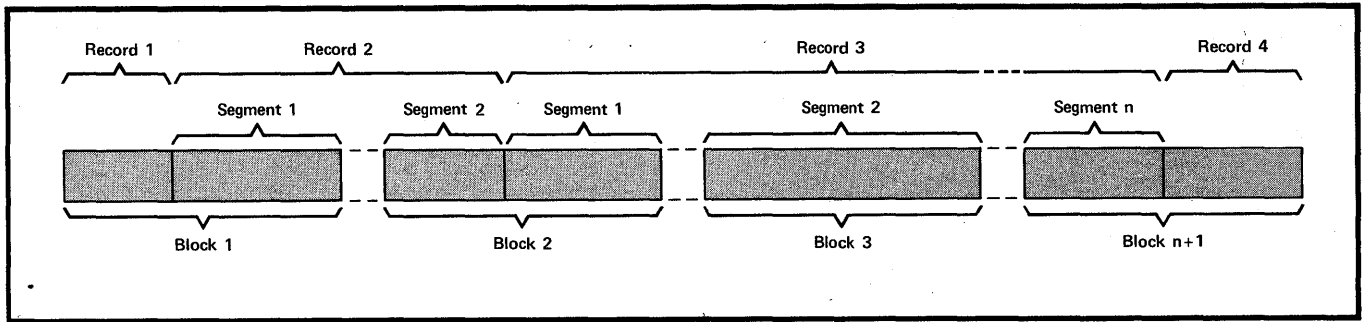 Record 1 Record 2 Record 3 Record 4
Segment 1 Segment 2 Segment 1 Segment 2 Segment n
Block 1 Block 2 Block 3 Block n+1